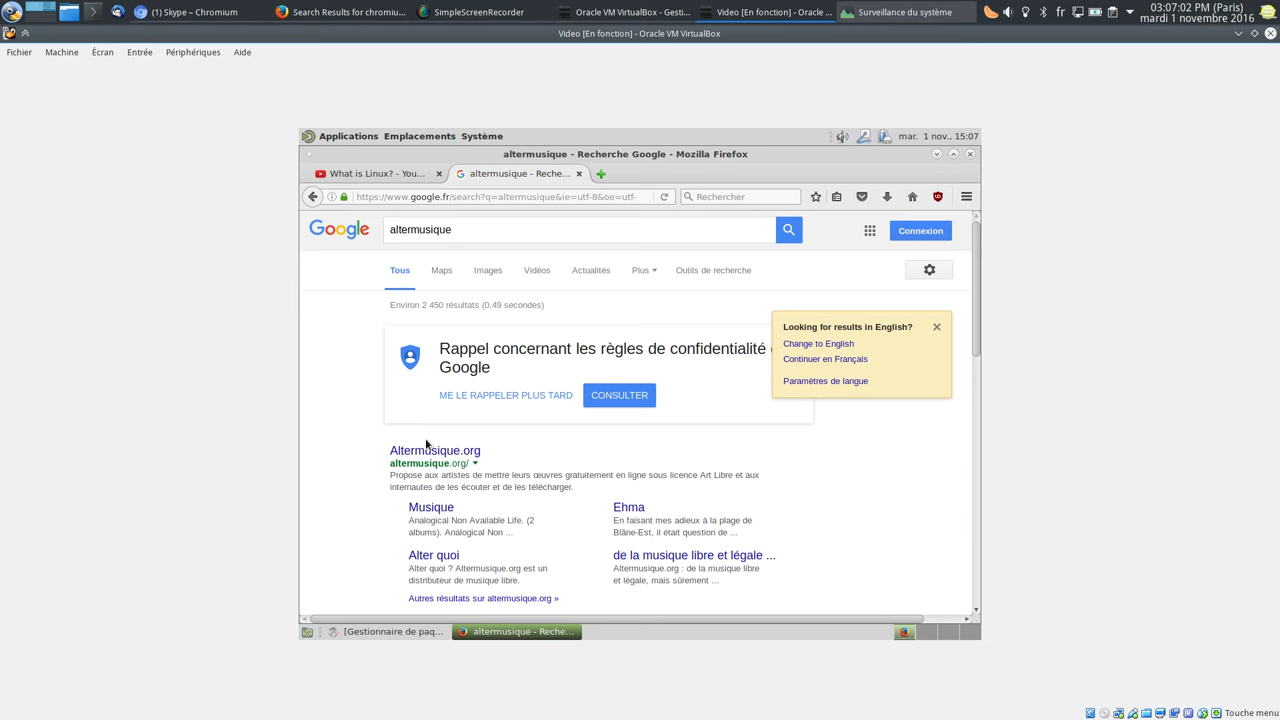 (1) Skype – Chromium
Search Results for chromiu...
SimpleScreenRecorder
Oracle VM VirtualBox - Gesti...
Video [En fonction] - Oracle ...
Surveillance du système
fr
03:07:02 PM (Paris)
mardi 1 novembre 2016
Video [En fonction] - Oracle VM VirtualBox
Fichier Machine Écran Entrée Périphériques Aide
Applications Emplacements Système
mar. 1 nov., 15:07
altermusique - Recherche Google - Mozilla Firefox
What is Linux? - You...
altermusique - Reche...
https://www.google.fr/search?q=altermusique&ie=utf-8&oe=utf-
Rechercher
Google
altermusique
Connexion
Tous Maps Images Vidéos Actualités Plus Outils de recherche
Environ 2 450 résultats (0,49 secondes)
Rappel concernant les règles de confidentialité
Google
ME LE RAPPELER PLUS TARD CONSULTER
Looking for results in English?
Change to English
Continuer en Français
Paramètres de langue
Altermusique.org
altermusique.org/
Propose aux artistes de mettre leurs œuvres gratuitement en ligne sous licence Art Libre et aux
internautes de les écouter et de les télécharger.
Musique
Analogical Non Available Life. (2
albums). Analogical Non ...
Ehma
En faisant mes adieux à la plage de
Blâne-Est, il était question de ...
Alter quoi
Alter quoi ? Altermusique.org est un
distributeur de musique libre.
de la musique libre et légale ...
Altermusique.org : de la musique libre
et légale, mais sûrement ...
Autres résultats sur altermusique.org »
[Gestionnaire de paq...
altermusique - Reche...
Touche menu